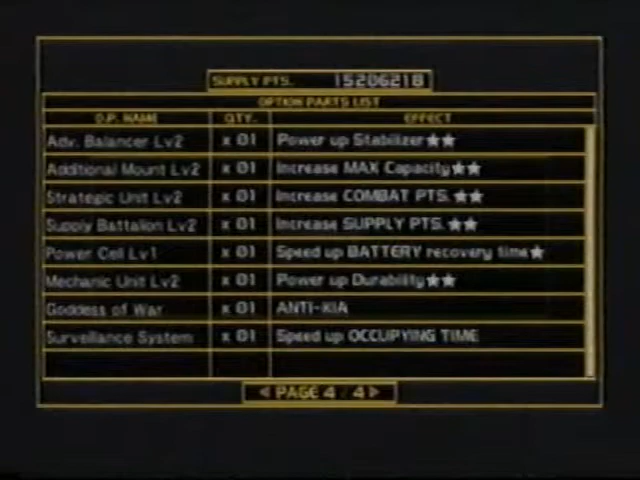 SUPPLY PTS. 15206218
OPTION PARTS LIST
O.P. NAME QTY. EFFECT
Adv. Balancer Lv2 x 01 Power up Stabilizer★★
Additional Mount Lv2 x 01 Increase MAX Capacity★★
Strategic Unit Lv2 x 01 Increase COMBAT PTS.★★
Supply Battalion Lv2 x 01 Increase SUPPLY PTS.★★
Power Cell Lv1 x 01 Speed up BATTERY recovery time★
Mechanic Unit Lv2 x 01 Power up Durability★★
Goddess of War x 01 ANTI-KIA
Surveillance System x 01 Speed up OCCUPYING TIME
◀ PAGE 4 / 4 ▶